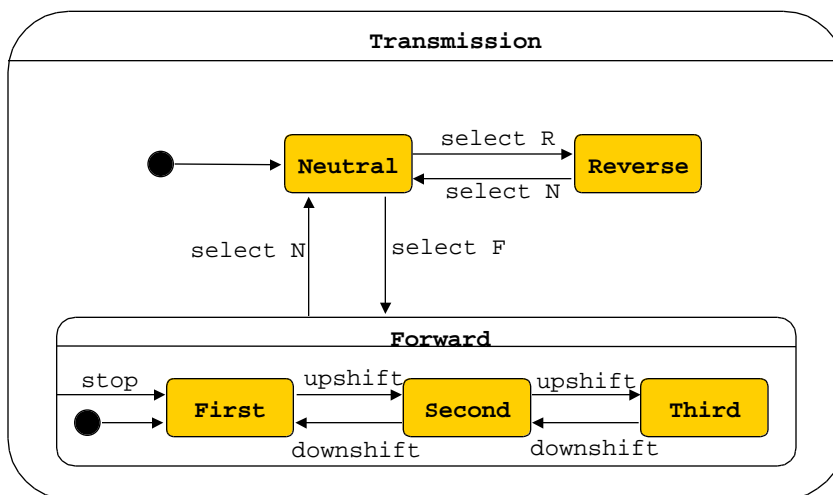 Transmission
select R
Neutral
Reverse
select N
select N
select F
Forward
stop
upshift
upshift
First
Second
Third
downshift
downshift